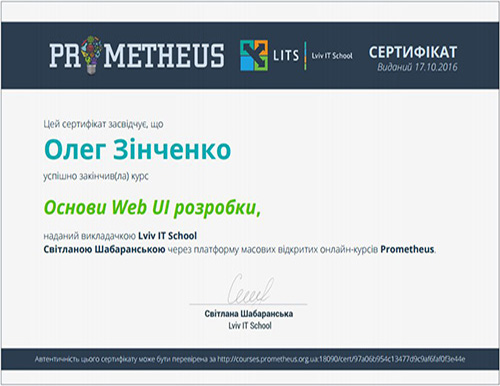 PROMETHEUS LITS Lviv IT School СЕРТИФІКАТ
Виданий 17.10.2016
Цей сертифікат засвідчує, що
Олег Зінченко
успішно закінчив(ла) курс
Основи Web UI розробки,
наданий викладачкою Lviv IT School
Світланою Шабаранською через платформу масових відкритих онлайн-курсів Prometheus.
Світлана Шабаранська
Lviv IT School
Автентичність цього сертифікату може бути перевірена за http://courses.prometheus.org.ua:18090/cert/97a06b954c13477d9c9af6faf0f3e44e